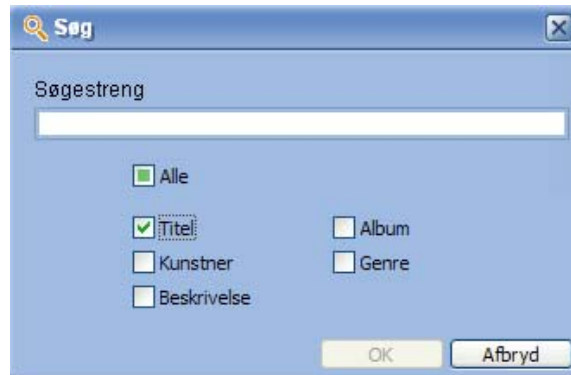 Søg
Søgestreng
Alle
Titel Album
Kunstner Genre
Beskrivelse
OK Afbryd